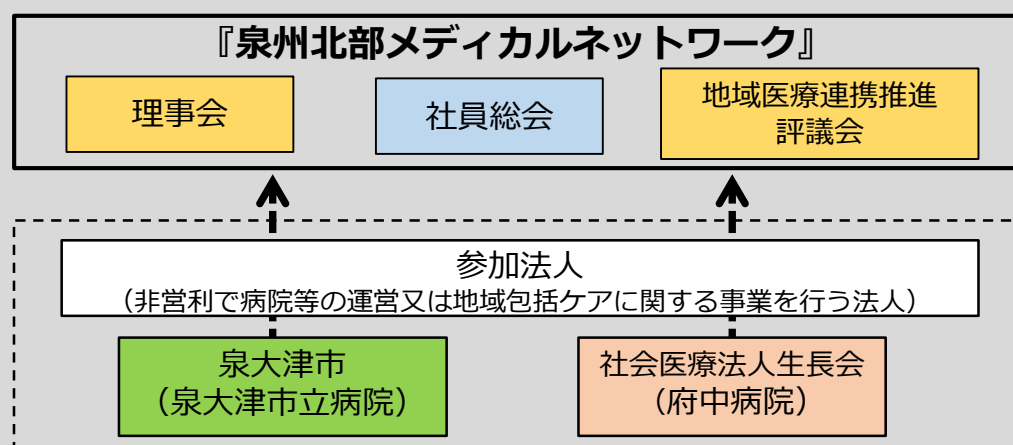 『泉州北部メディカルネットワーク』
理事会
社員総会
地域医療連携推進
評議会
参加法人
（非営利で病院等の運営又は地域包括ケアに関する事業を行う法人）
泉大津市
（泉大津市立病院）
社会医療法人生長会
（府中病院）